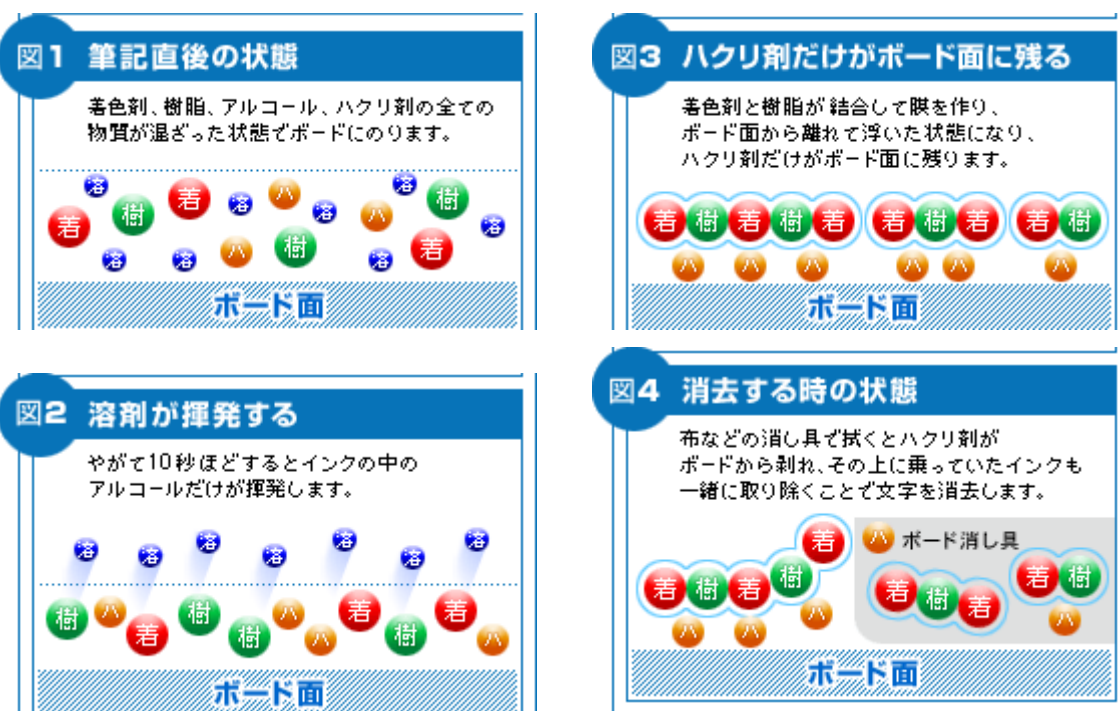 図1 筆記直後の状態
着色剤、樹脂、アルコール、ハクリ剤の全ての
物質が混ざった状態でボードにのります。
溶 着 溶 ハ 溶 樹
着 樹 溶 溶 ハ 溶
溶 溶 ハ 樹 溶 着
ボード面
図2 溶剤が揮発する
やがて10秒ほどするとインクの中の
アルコールだけが揮発します。
溶 溶 溶 溶 溶 溶 溶
樹 ハ 着 樹 樹 ハ ハ 着 樹 着 ハ
ボード面
図3 ハクリ剤だけがボード面に残る
着色剤と樹脂が結合して膜を作り、
ボード面から離れて浮いた状態になり、
ハクリ剤だけがボード面に残ります。
着 樹 着 樹 着 着 樹 着 着 樹
ハ ハ ハ ハ ハ ハ
ボード面
図4 消去する時の状態
布などの消し具で拭くとハクリ剤が
ボードから剥れ、その上に乗っていたインクも
一緒に取り除くことで文字を消去します。
着 ハ ボード消し具
着 樹 着 樹 着 樹 着 着 樹
ハ ハ ハ ハ
ボード面